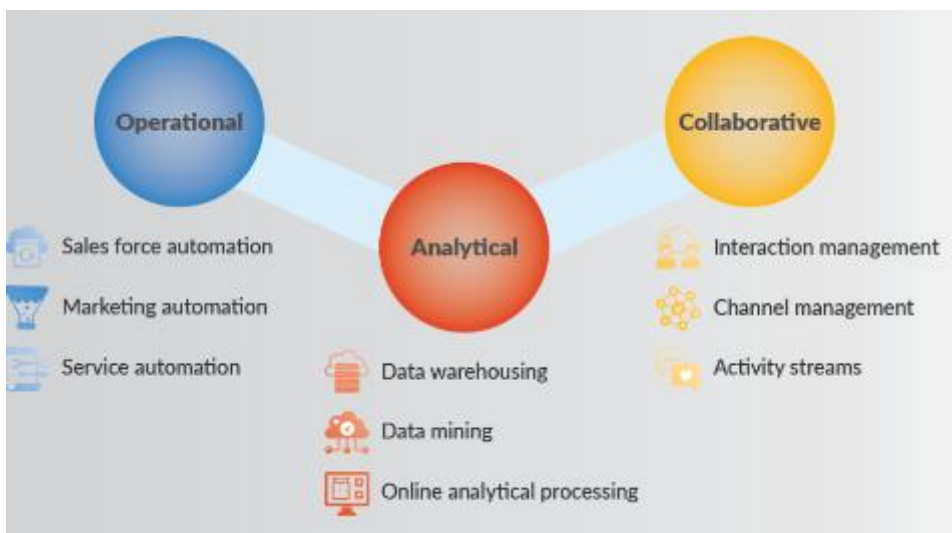 Operational
Sales force automation
Marketing automation
Service automation
Analytical
Data warehousing
Data mining
Online analytical processing
Collaborative
Interaction management
Channel management
Activity streams